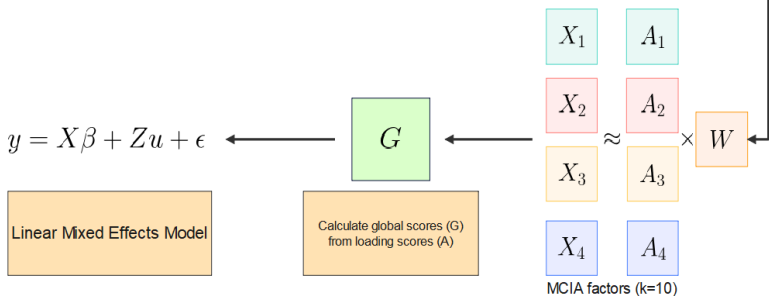 X₁ A₁
X₂ A₂
y = Xβ + Zu + ϵ
G
≈
× W
X₃ A₃
Linear Mixed Effects Model
Calculate global scores (G)
from loading scores (A)
X₄ A₄
MCIA factors (k=10)